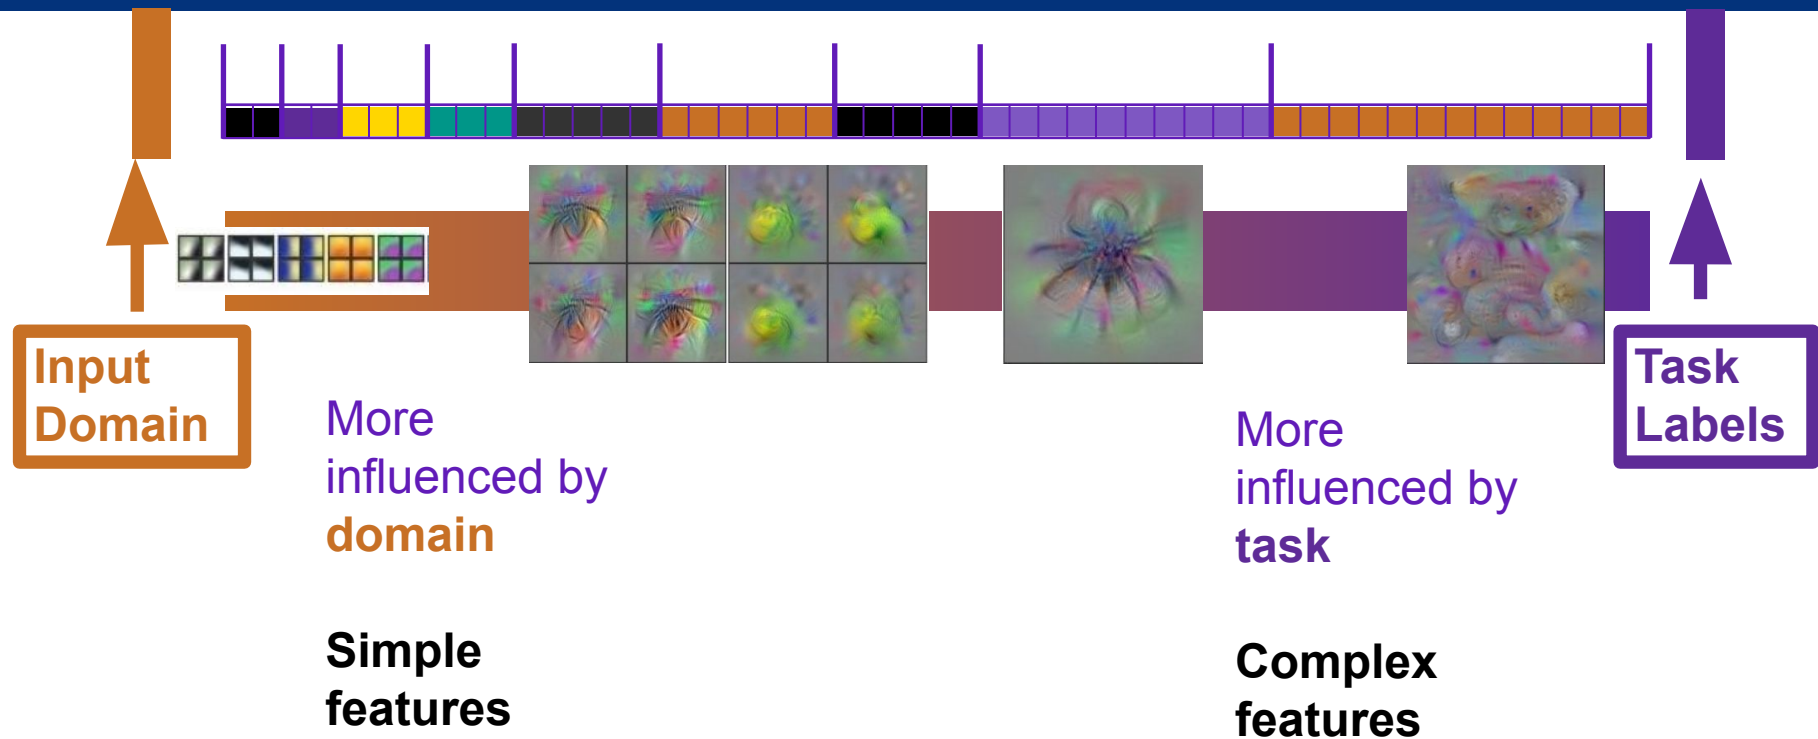 Input
Domain
More
influenced by
domain
Simple
features
More
influenced by
task
Complex
features
Task
Labels